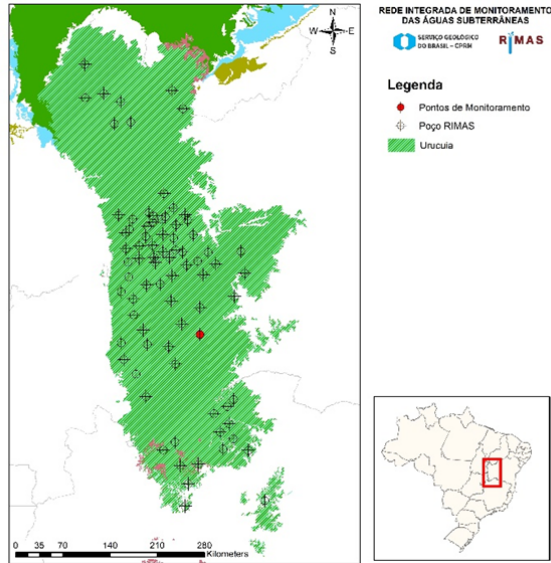 REDE INTEGRADA DE MONITORAMENTO
DAS ÁGUAS SUBTERRÂNEAS
SERVIÇO GEOLÓGICO
DO BRASIL – CPRM
RIMAS
N
W E
S
Legenda
Pontos de Monitoramento
Poço RIMAS
Urucuia
0 35 70 140 210 280
Kilometers